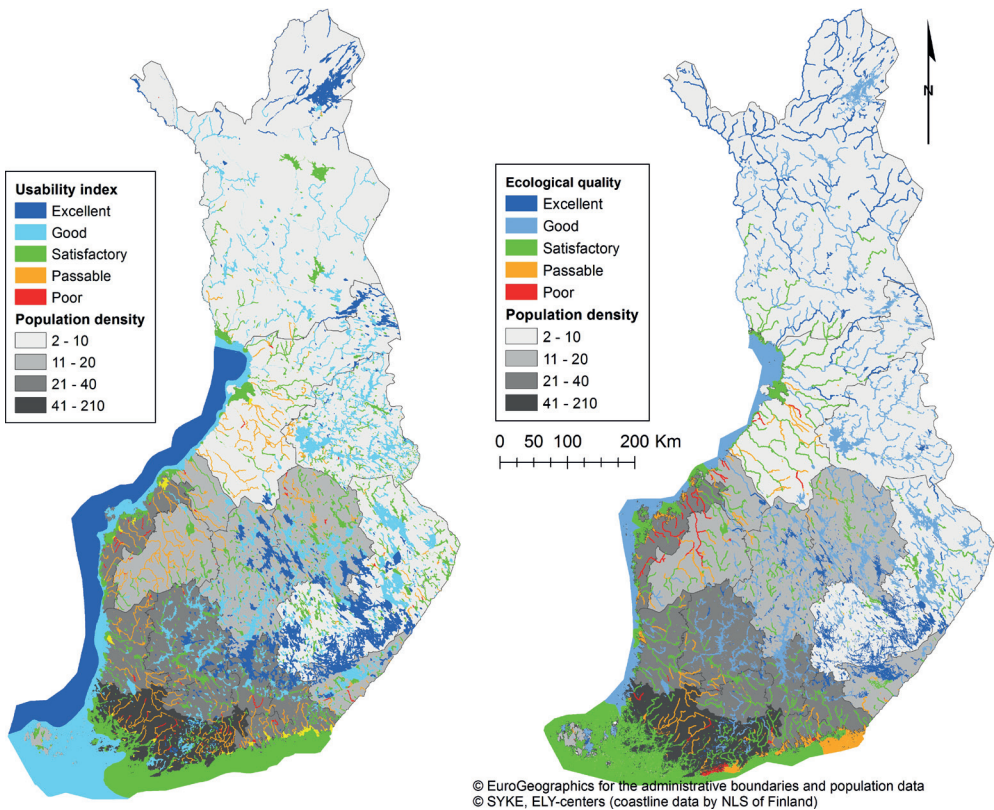 N
Usability index
Excellent
Good
Satisfactory
Passable
Poor
Population density
2 - 10
11 - 20
21 - 40
41 - 210
Ecological quality
Excellent
Good
Satisfactory
Passable
Poor
Population density
2 - 10
11 - 20
21 - 40
41 - 210
0 50 100 200 Km
© EuroGeographics for the administrative boundaries and population data
© SYKE, ELY-centers (coastline data by NLS of Finland)